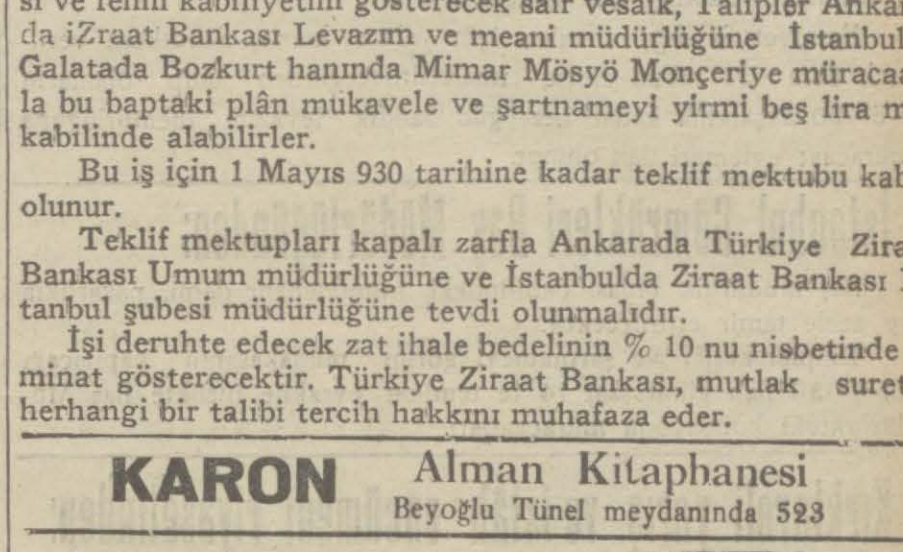 si ve fennî kabiliyetini gösterecek sair vesaik, Talipler Ankar
da iZraat Bankası Levazım ve meani müdürlüğüne İstanbul
Galatada Bozkurt hanında Mimar Mösyö Monçeriye müracaa
la bu baptaki plân mukavele ve şartnameyi yirmi beş lira m
kabilinde alabilirler.
Bu iş için 1 Mayıs 930 tarihine kadar teklif mektubu kab
olunur.
Teklif mektupları kapalı zarfla Ankarada Türkiye Zira
Bankası Umum müdürlüğüne ve İstanbulda Ziraat Bankası
tanbul şubesi müdürlüğüne tevdi olunmalıdır.
İşi deruhte edecek zat ihale bedelinin % 10 nu nisbetinde
minat gösterecektir. Türkiye Ziraat Bankası, mutlak suret
herhangi bir talibi tercih hakkını muhafaza eder.
KARON Alman Kitaphanesi
Beyoğlu Tünel meydanında 523